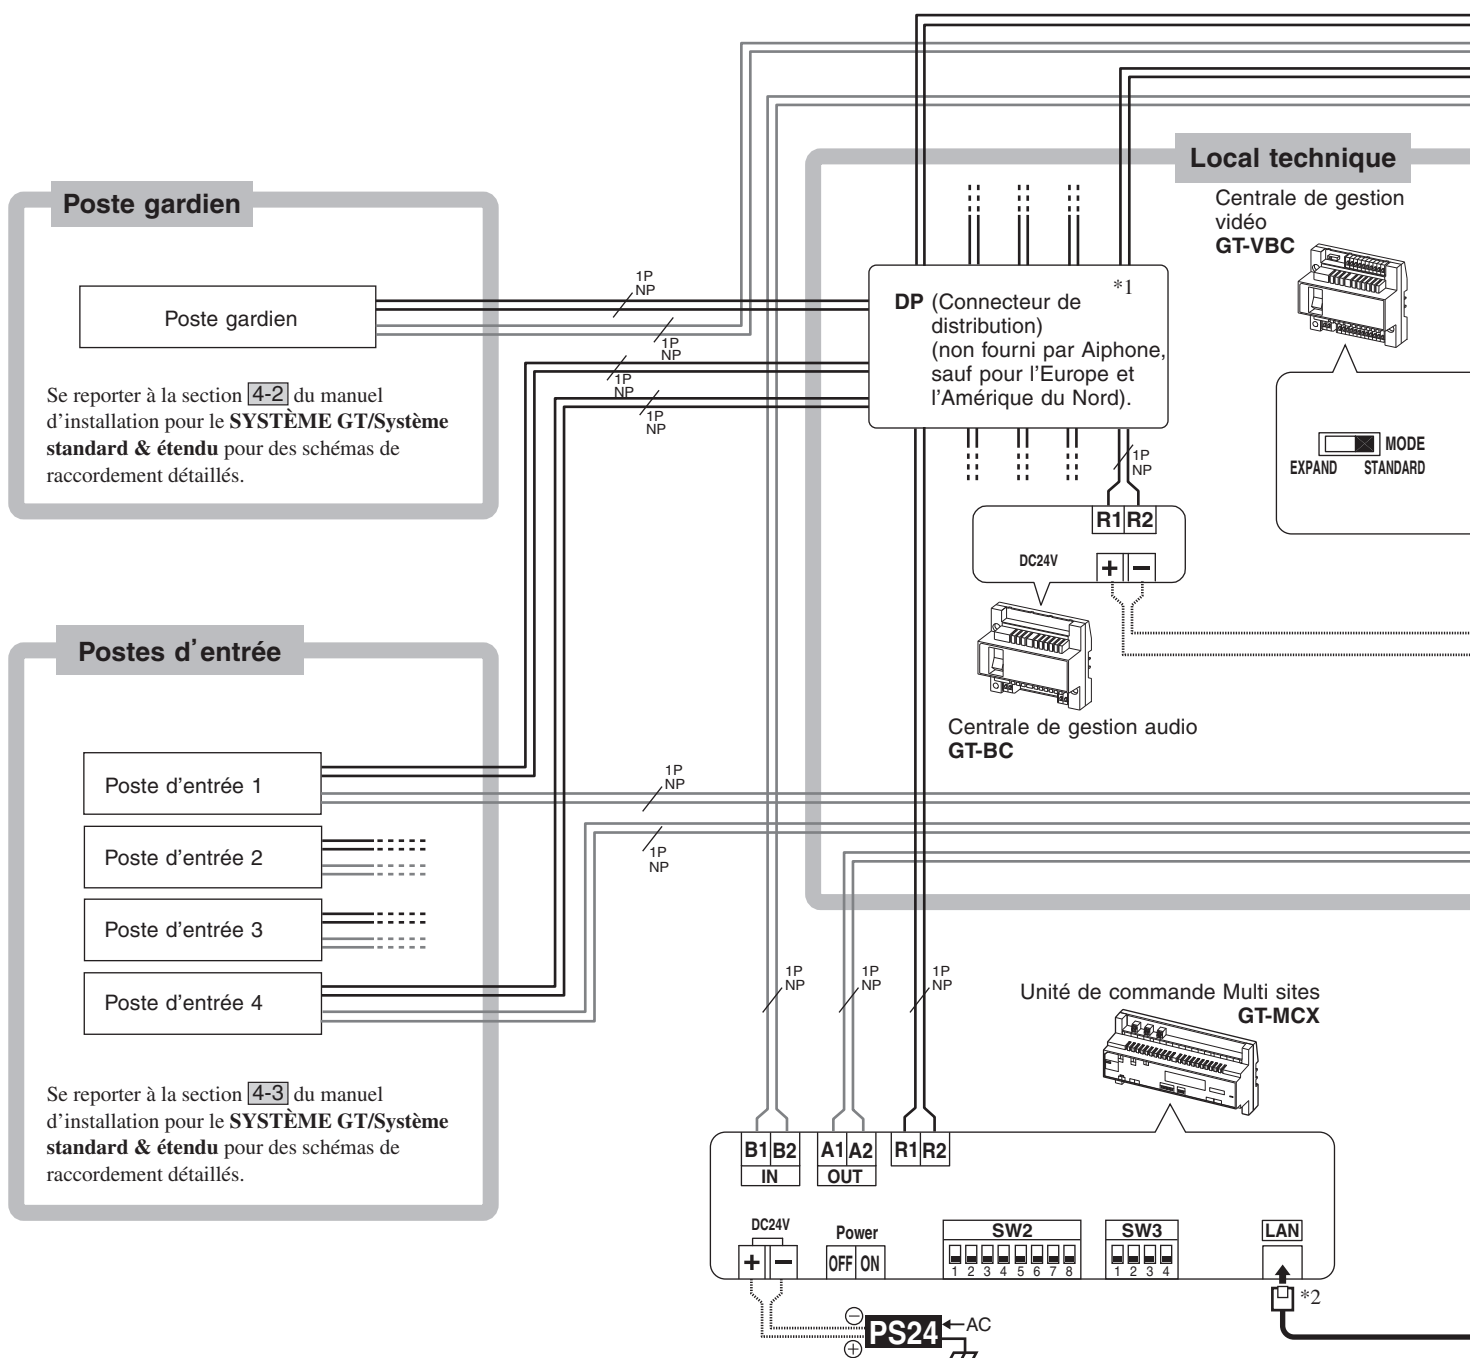 Local technique
Centrale de gestion
vidéo
GT-VBC
MODE
EXPAND STANDARD
Poste gardien
Poste gardien
1P
NP
1P
NP
1P
NP
1P
NP
Se reporter à la section 4-2 du manuel
d'installation pour le SYSTÈME GT/Système
standard & étendu pour des schémas de
raccordement détaillés.
*1
DP (Connecteur de
distribution)
(non fourni par Aiphone,
sauf pour l'Europe et
l'Amérique du Nord).
1P
NP
R1 R2
DC24V
+ −
Centrale de gestion audio
GT-BC
Postes d'entrée
Poste d'entrée 1
Poste d'entrée 2
Poste d'entrée 3
Poste d'entrée 4
1P
NP
1P
NP
Se reporter à la section 4-3 du manuel
d'installation pour le SYSTÈME GT/Système
standard & étendu pour des schémas de
raccordement détaillés.
1P
NP
1P
NP
1P
NP
Unité de commande Multi sites
GT-MCX
B1 B2 A1 A2 R1 R2
IN OUT
DC24V
+ −
Power
OFF ON
SW2
1 2 3 4 5 6 7 8
SW3
1 2 3 4
LAN
*2
− 
+
PS24
AC